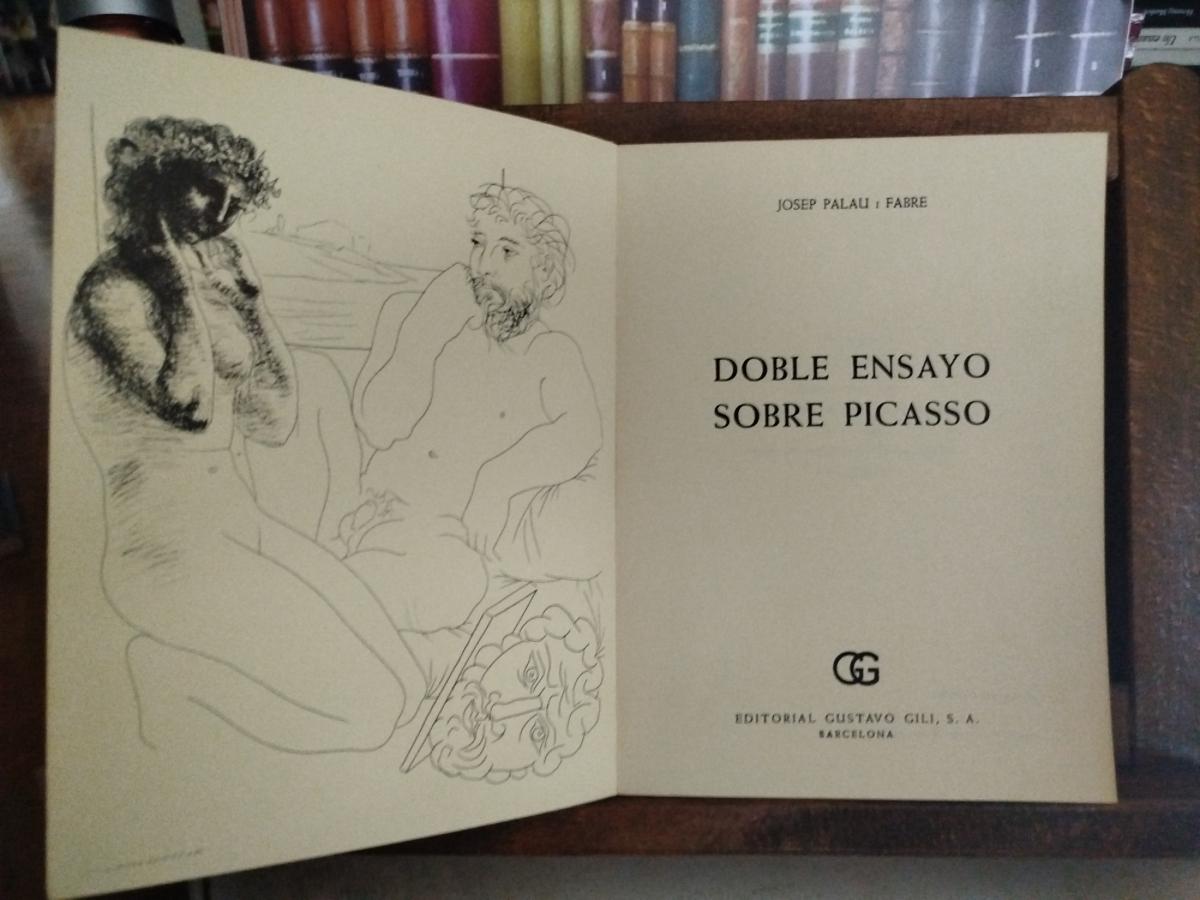 JOSEP PALAU i FABRE
DOBLE ENSAYO
SOBRE PICASSO
GG
EDITORIAL GUSTAVO GILI, S. A.
BARCELONA